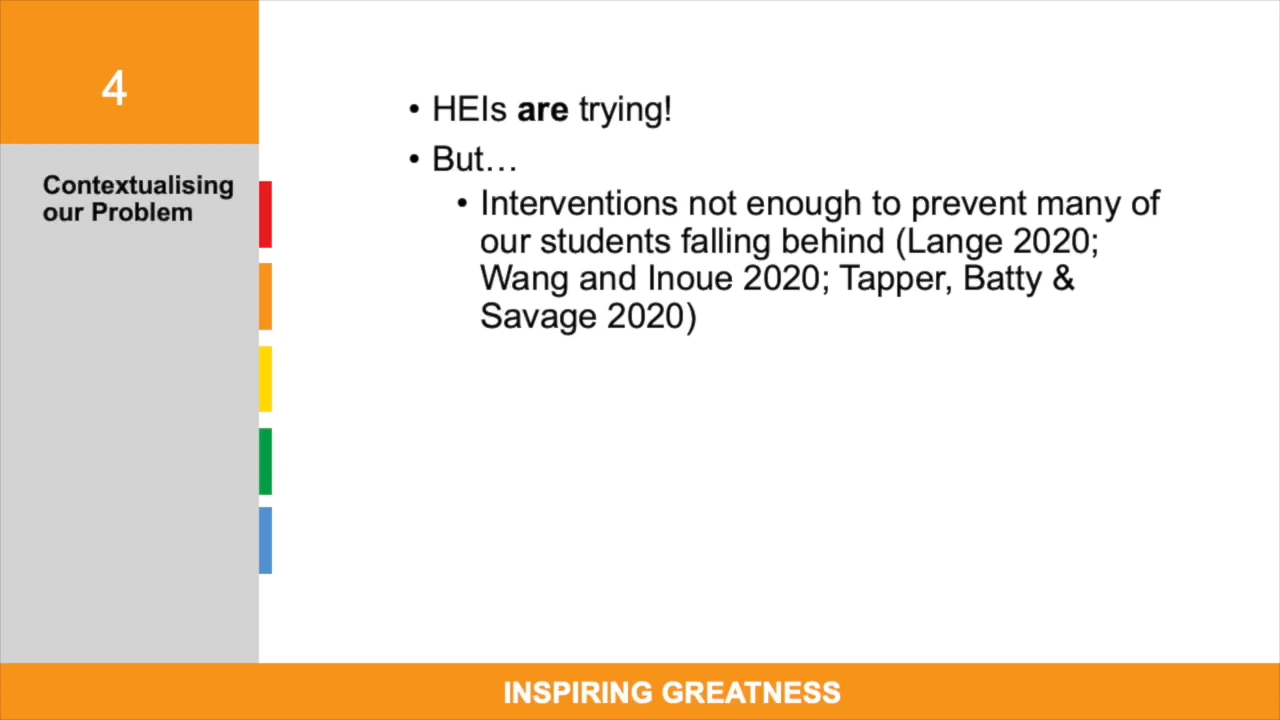 4
Contextualising
our Problem
• HEIs are trying!
• But…
• Interventions not enough to prevent many of
our students falling behind (Lange 2020;
Wang and Inoue 2020; Tapper, Batty &
Savage 2020)
INSPIRING GREATNESS